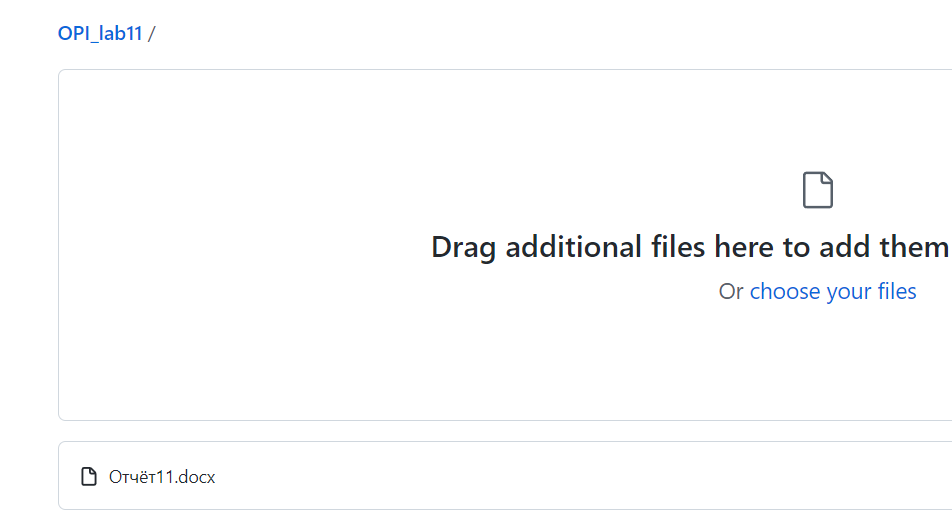 OPI_lab11 /
Drag additional files here to add them
Or choose your files
Отчёт11.docx